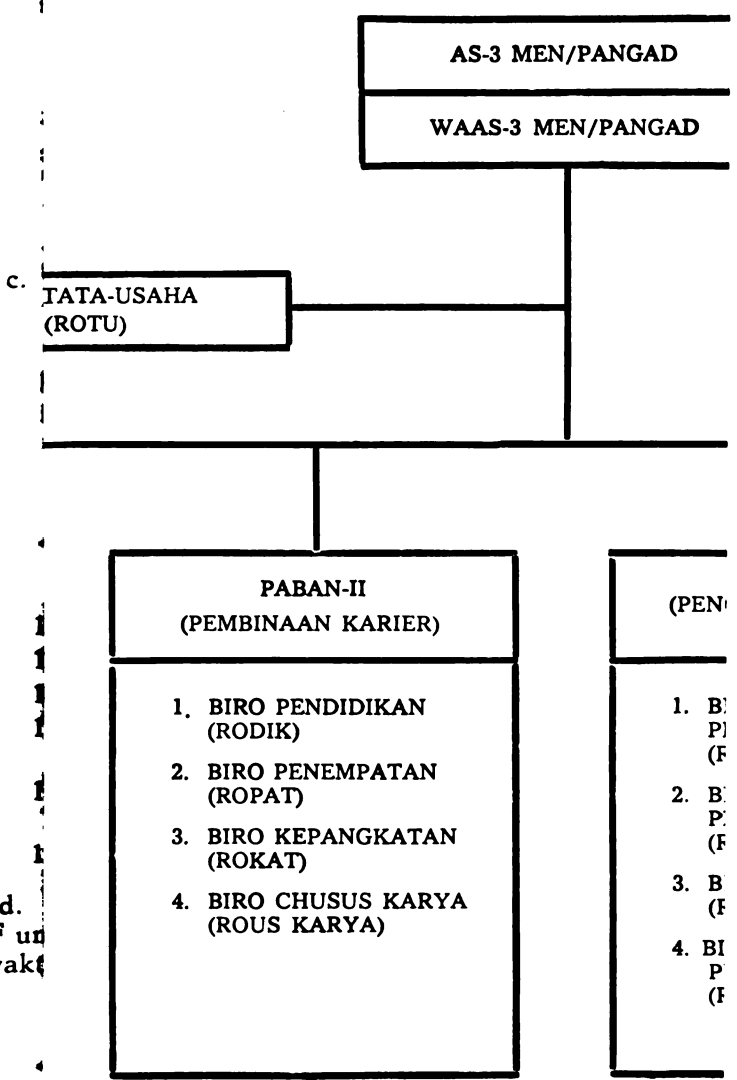 AS-3 MEN/PANGAD
WAAS-3 MEN/PANGAD
c.
TATA-USAHA
(ROTU)
PABAN-II
(PEMBINAAN KARIER)
1. BIRO PENDIDIKAN
(RODIK)
2. BIRO PENEMPATAN
(ROPAT)
3. BIRO KEPANGKATAN
(ROKAT)
4. BIRO CHUSUS KARYA
(ROUS KARYA)
1.
2.
3.
4.
d.